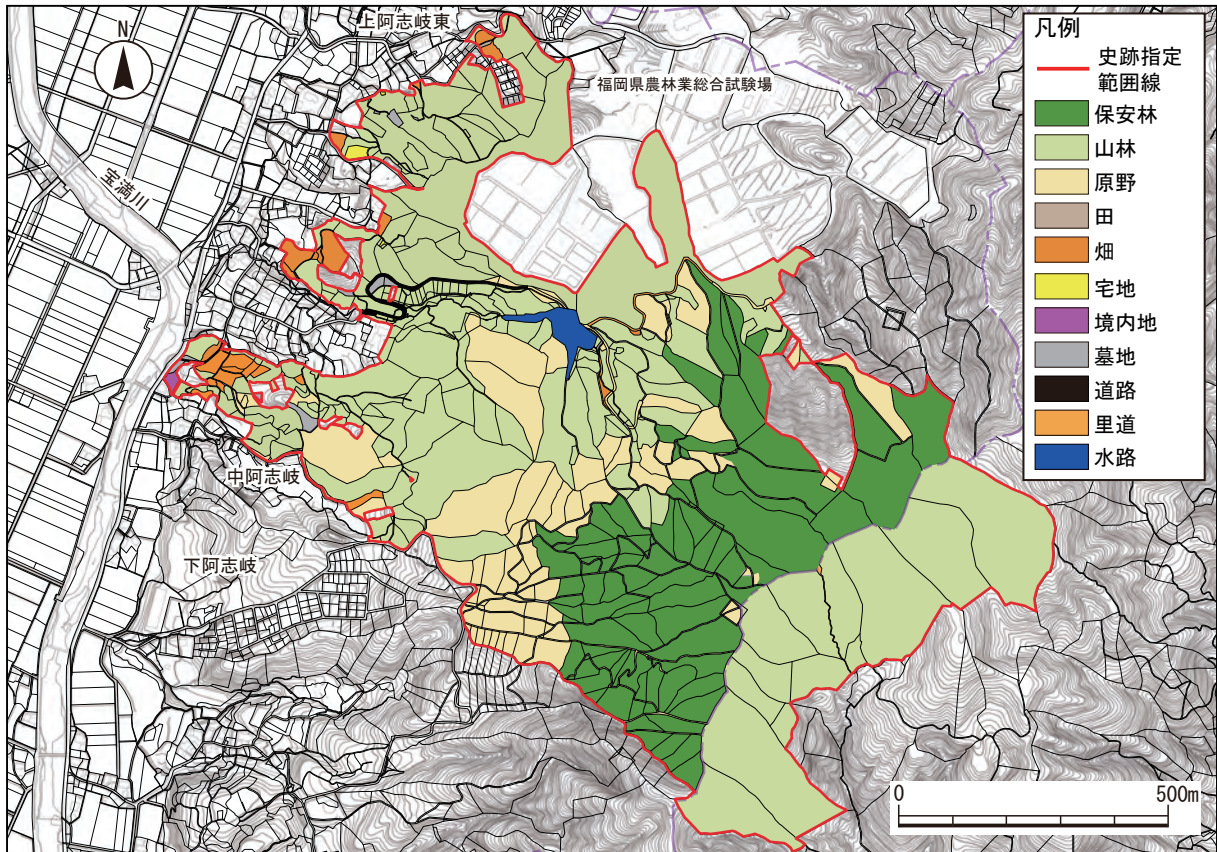 上阿志岐東
N
福岡県農林業総合試験場
宝満川
中阿志岐
下阿志岐
凡例
史跡指定
範囲線
保安林
山林
原野
田
畑
宅地
境内地
墓地
道路
里道
水路
0 500m